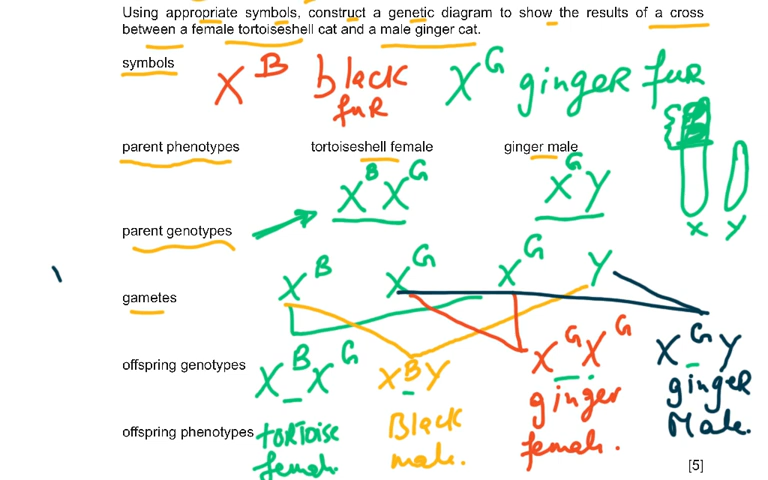 Using appropriate symbols, construct a genetic diagram to show the results of a cross
between a female tortoiseshell cat and a male ginger cat.
symbols X^B black fur X^G ginger fur
parent phenotypes tortoiseshell female ginger male
X^B X^G X^G Y
X Y
parent genotypes
gametes X^B X^G X^G Y
offspring genotypes X^B X^G X^B Y X^G X^G X^G Y
offspring phenotypes tortoise female. Black male. ginger female. ginger Male.
[5]